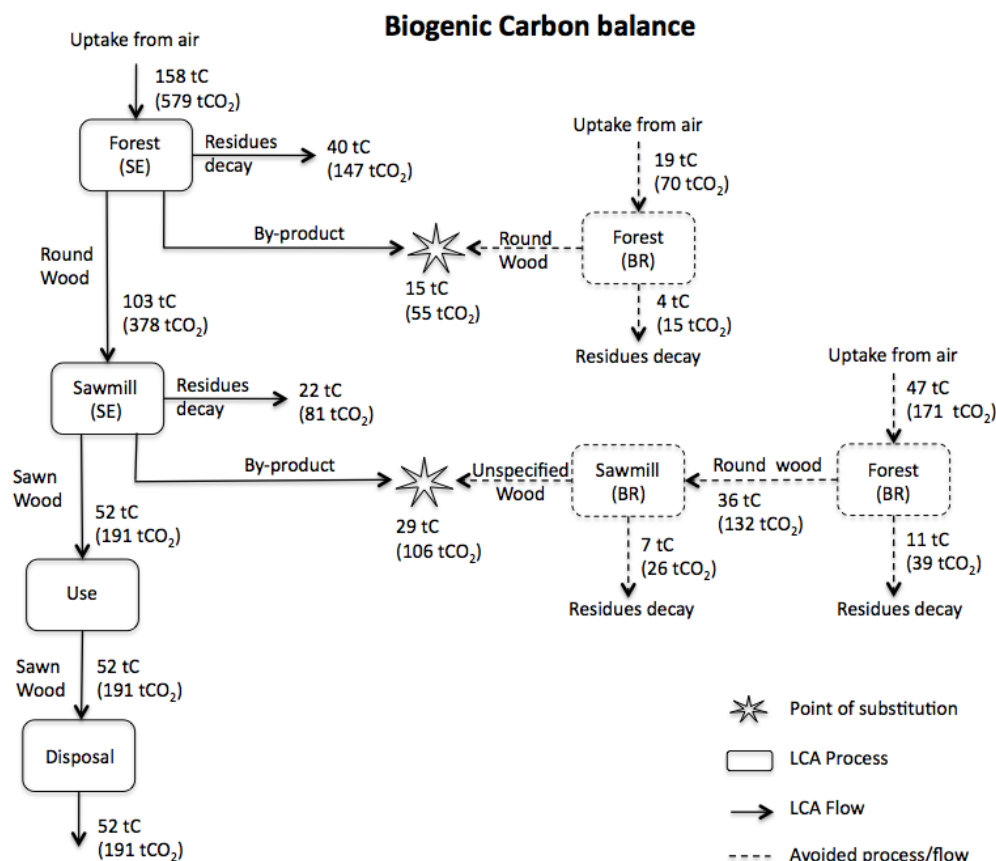 Biogenic Carbon balance
Uptake from air
158 tC
(579 tCO₂)
Forest
(SE)
Residues
decay
40 tC
(147 tCO₂)
Uptake from air
19 tC
(70 tCO₂)
By-product
Round
Wood
Forest
(BR)
15 tC
(55 tCO₂)
4 tC
(15 tCO₂)
Residues decay
Round
Wood
103 tC
(378 tCO₂)
Uptake from air
47 tC
(171 tCO₂)
Sawmill
(SE)
Residues
decay
22 tC
(81 tCO₂)
By-product
Unspecified
Wood
Sawmill
(BR)
Round wood
36 tC
(132 tCO₂)
Forest
(BR)
29 tC
(106 tCO₂)
7 tC
(26 tCO₂)
Residues decay
11 tC
(39 tCO₂)
Residues decay
Sawn
Wood
52 tC
(191 tCO₂)
Use
Sawn
Wood
52 tC
(191 tCO₂)
Disposal
52 tC
(191 tCO₂)
Point of substitution
LCA Process
LCA Flow
Avoided process/flow